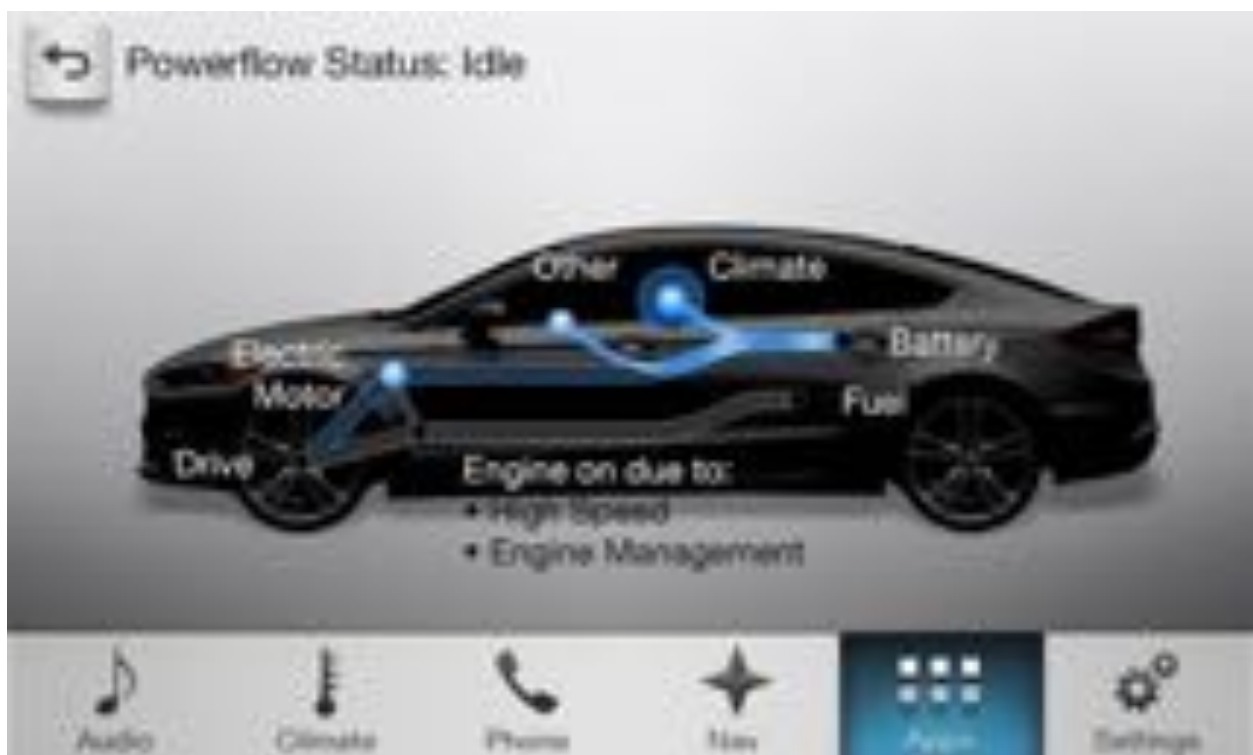 Powerflow Status: Idle
Other
Climate
Electric
Motor
Battery
Fuel
Drive
Engine on due to:
• High Speed
• Engine Management
Audio
Climate
Phone
Nav
Apps
Settings